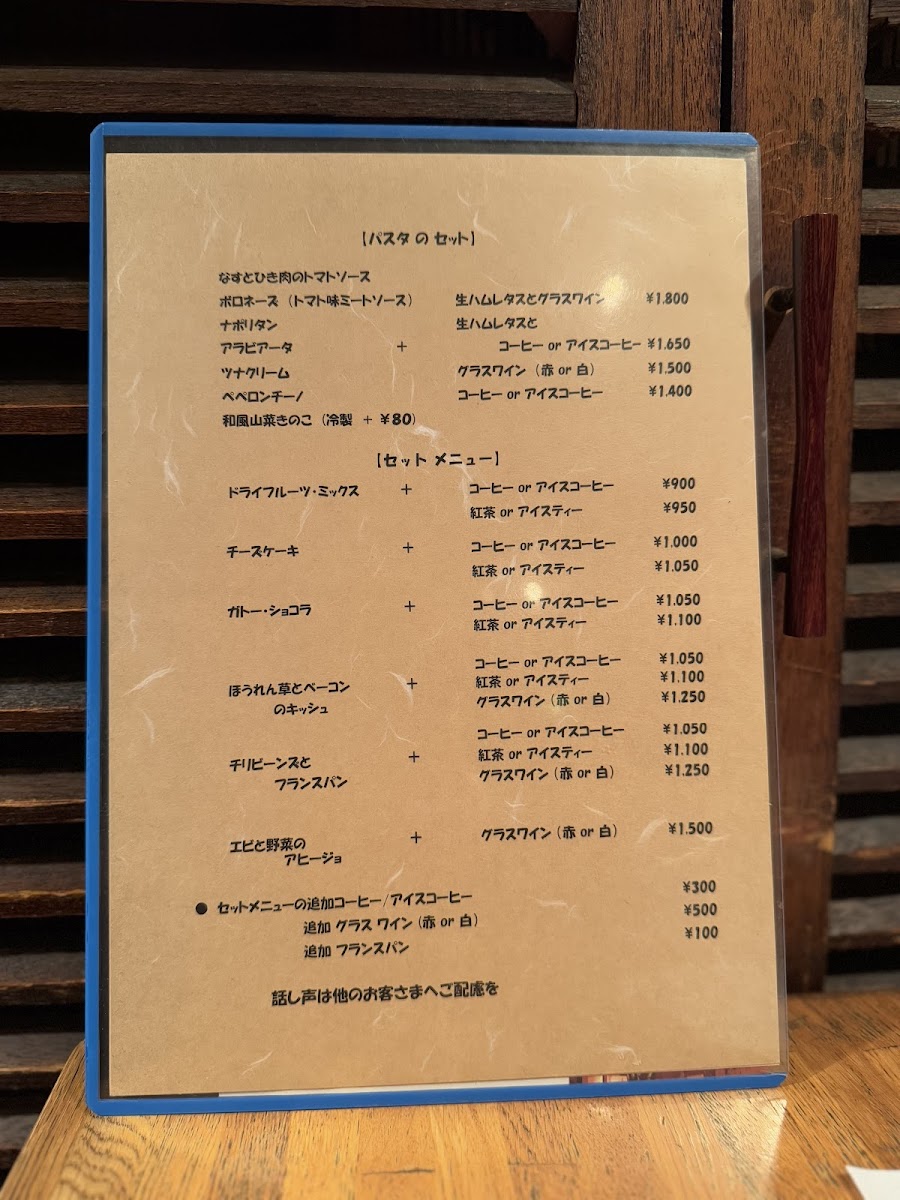 【パスタ の セット】
なすとひき肉のトマトソース
ボロネーズ (トマト味ミートソース) 生ハムレタスとグラスワイン ¥1.800
ナポリタン 生ハムレタスと
アラビアータ + コーヒー or アイスコーヒー ¥1.650
ツナクリーム グラスワイン (赤 or 白) ¥1.500
ペペロンチーノ コーヒー or アイスコーヒー ¥1.400
和風山菜きのこ (冷製 + ¥80)
【セット メニュー】
ドライフルーツ・ミックス + コーヒー or アイスコーヒー ¥900
紅茶 or アイスティー ¥950
チーズケーキ + コーヒー or アイスコーヒー ¥1.000
紅茶 or アイスティー ¥1.050
ガトー・ショコラ + コーヒー or アイスコーヒー ¥1.050
紅茶 or アイスティー ¥1.100
コーヒー or アイスコーヒー ¥1.050
ほうれん草とベーコン + 紅茶 or アイスティー ¥1.100
のキッシュ グラスワイン (赤 or 白) ¥1.250
コーヒー or アイスコーヒー ¥1.050
チリビーンズと + 紅茶 or アイスティー ¥1.100
フランスパン グラスワイン (赤 or 白) ¥1.250
エビと野菜の + グラスワイン (赤 or 白) ¥1.500
アヒージョ
● セットメニューの追加コーヒー/アイスコーヒー ¥300
追加 グラス ワイン (赤 or 白) ¥500
追加 フランスパン ¥100
話し声は他のお客さまへご配慮を